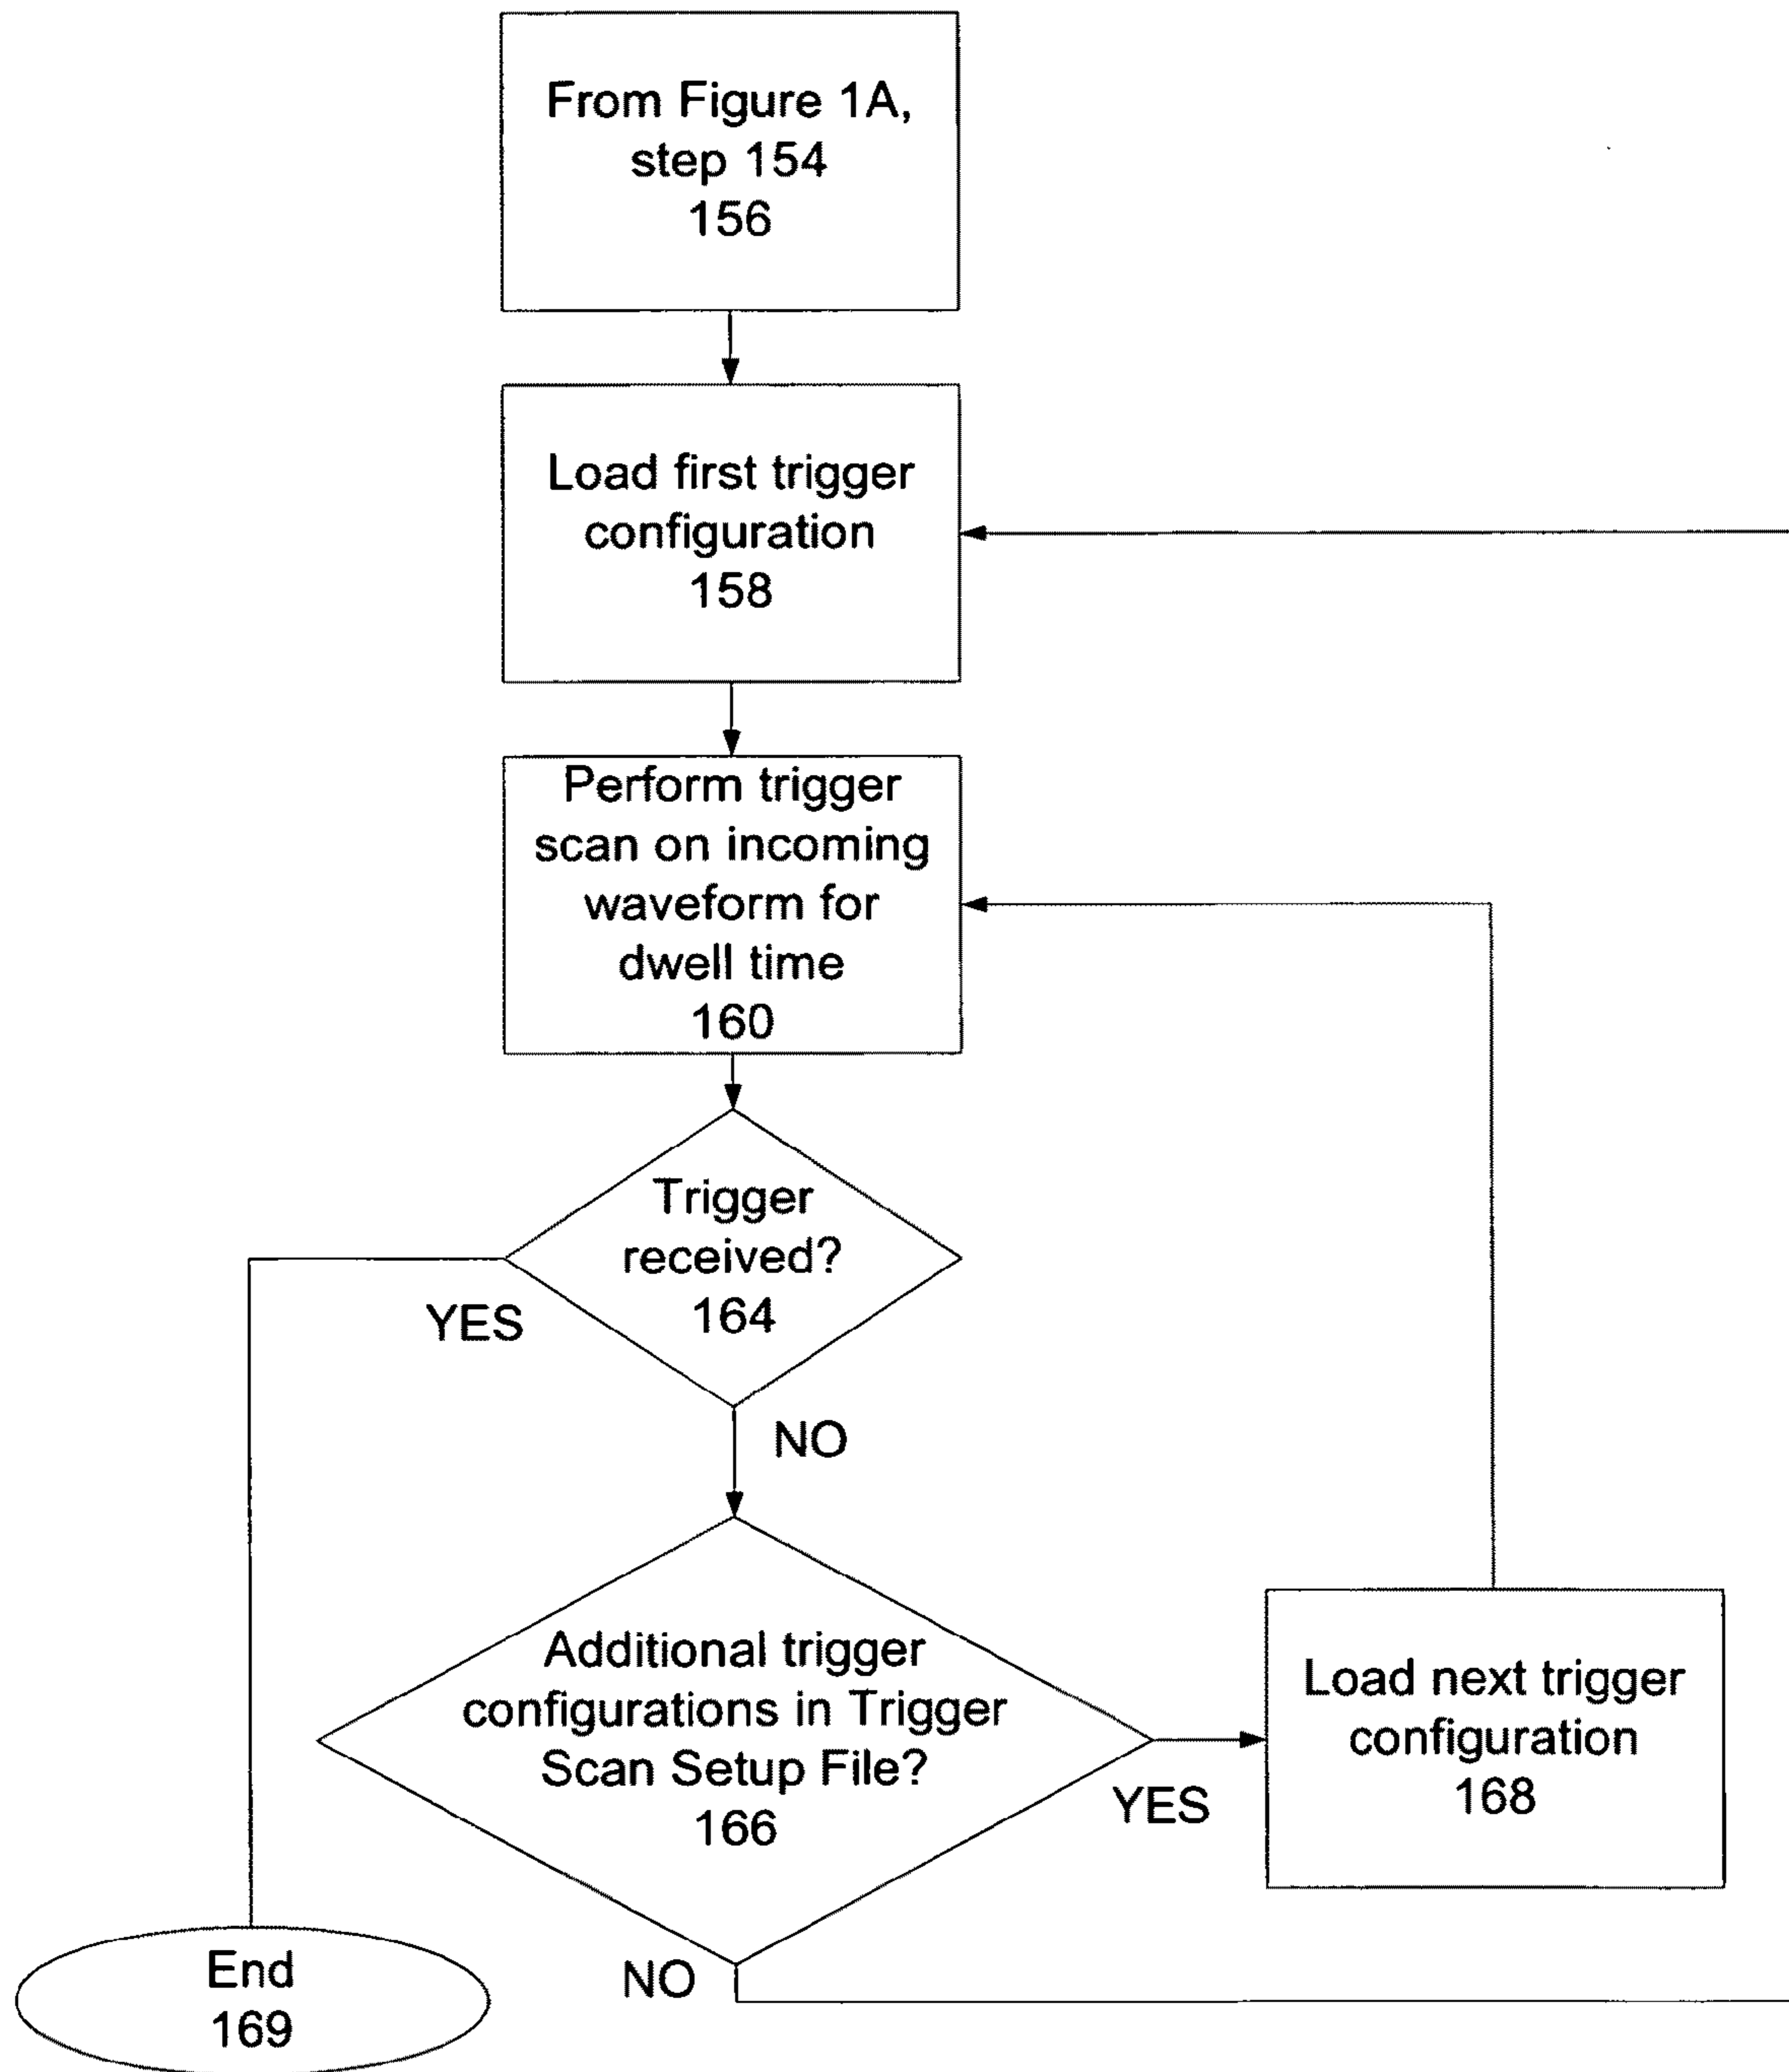 From Figure 1A,
step 154
156
Load first trigger
configuration
158
Perform trigger
scan on incoming
waveform for
dwell time
160
Trigger
received?
164
YES
NO
Additional trigger
configurations in Trigger
Scan Setup File?
166
YES
Load next trigger
configuration
168
NO
End
169